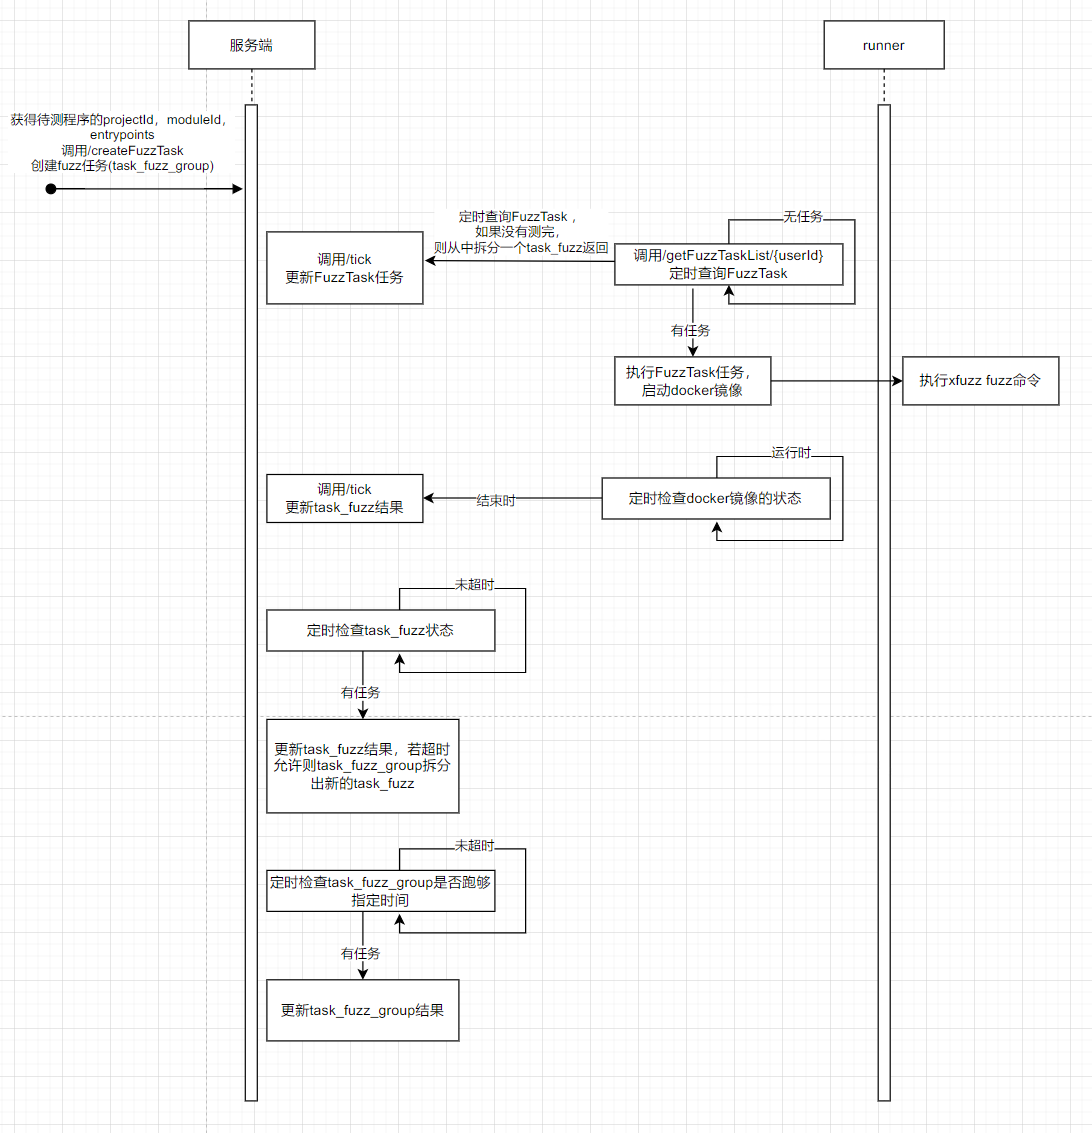 服务端
runner
获得待测程序的projectId，moduleId，
entrypoints
调用/createFuzzTask
创建fuzz任务(task_fuzz_group)
定时查询FuzzTask ，
如果没有测完，
则从中拆分一个task_fuzz返回
无任务
调用/tick
更新FuzzTask任务
调用/getFuzzTaskList/{userId}
定时查询FuzzTask
有任务
执行FuzzTask任务，
启动docker镜像
执行xfuzz fuzz命令
运行时
调用/tick
更新task_fuzz结果
结束时
定时检查docker镜像的状态
未超时
定时检查task_fuzz状态
有任务
更新task_fuzz结果，若超时
允许则task_fuzz_group拆分
出新的task_fuzz
未超时
定时检查task_fuzz_group是否跑够
指定时间
有任务
更新task_fuzz_group结果